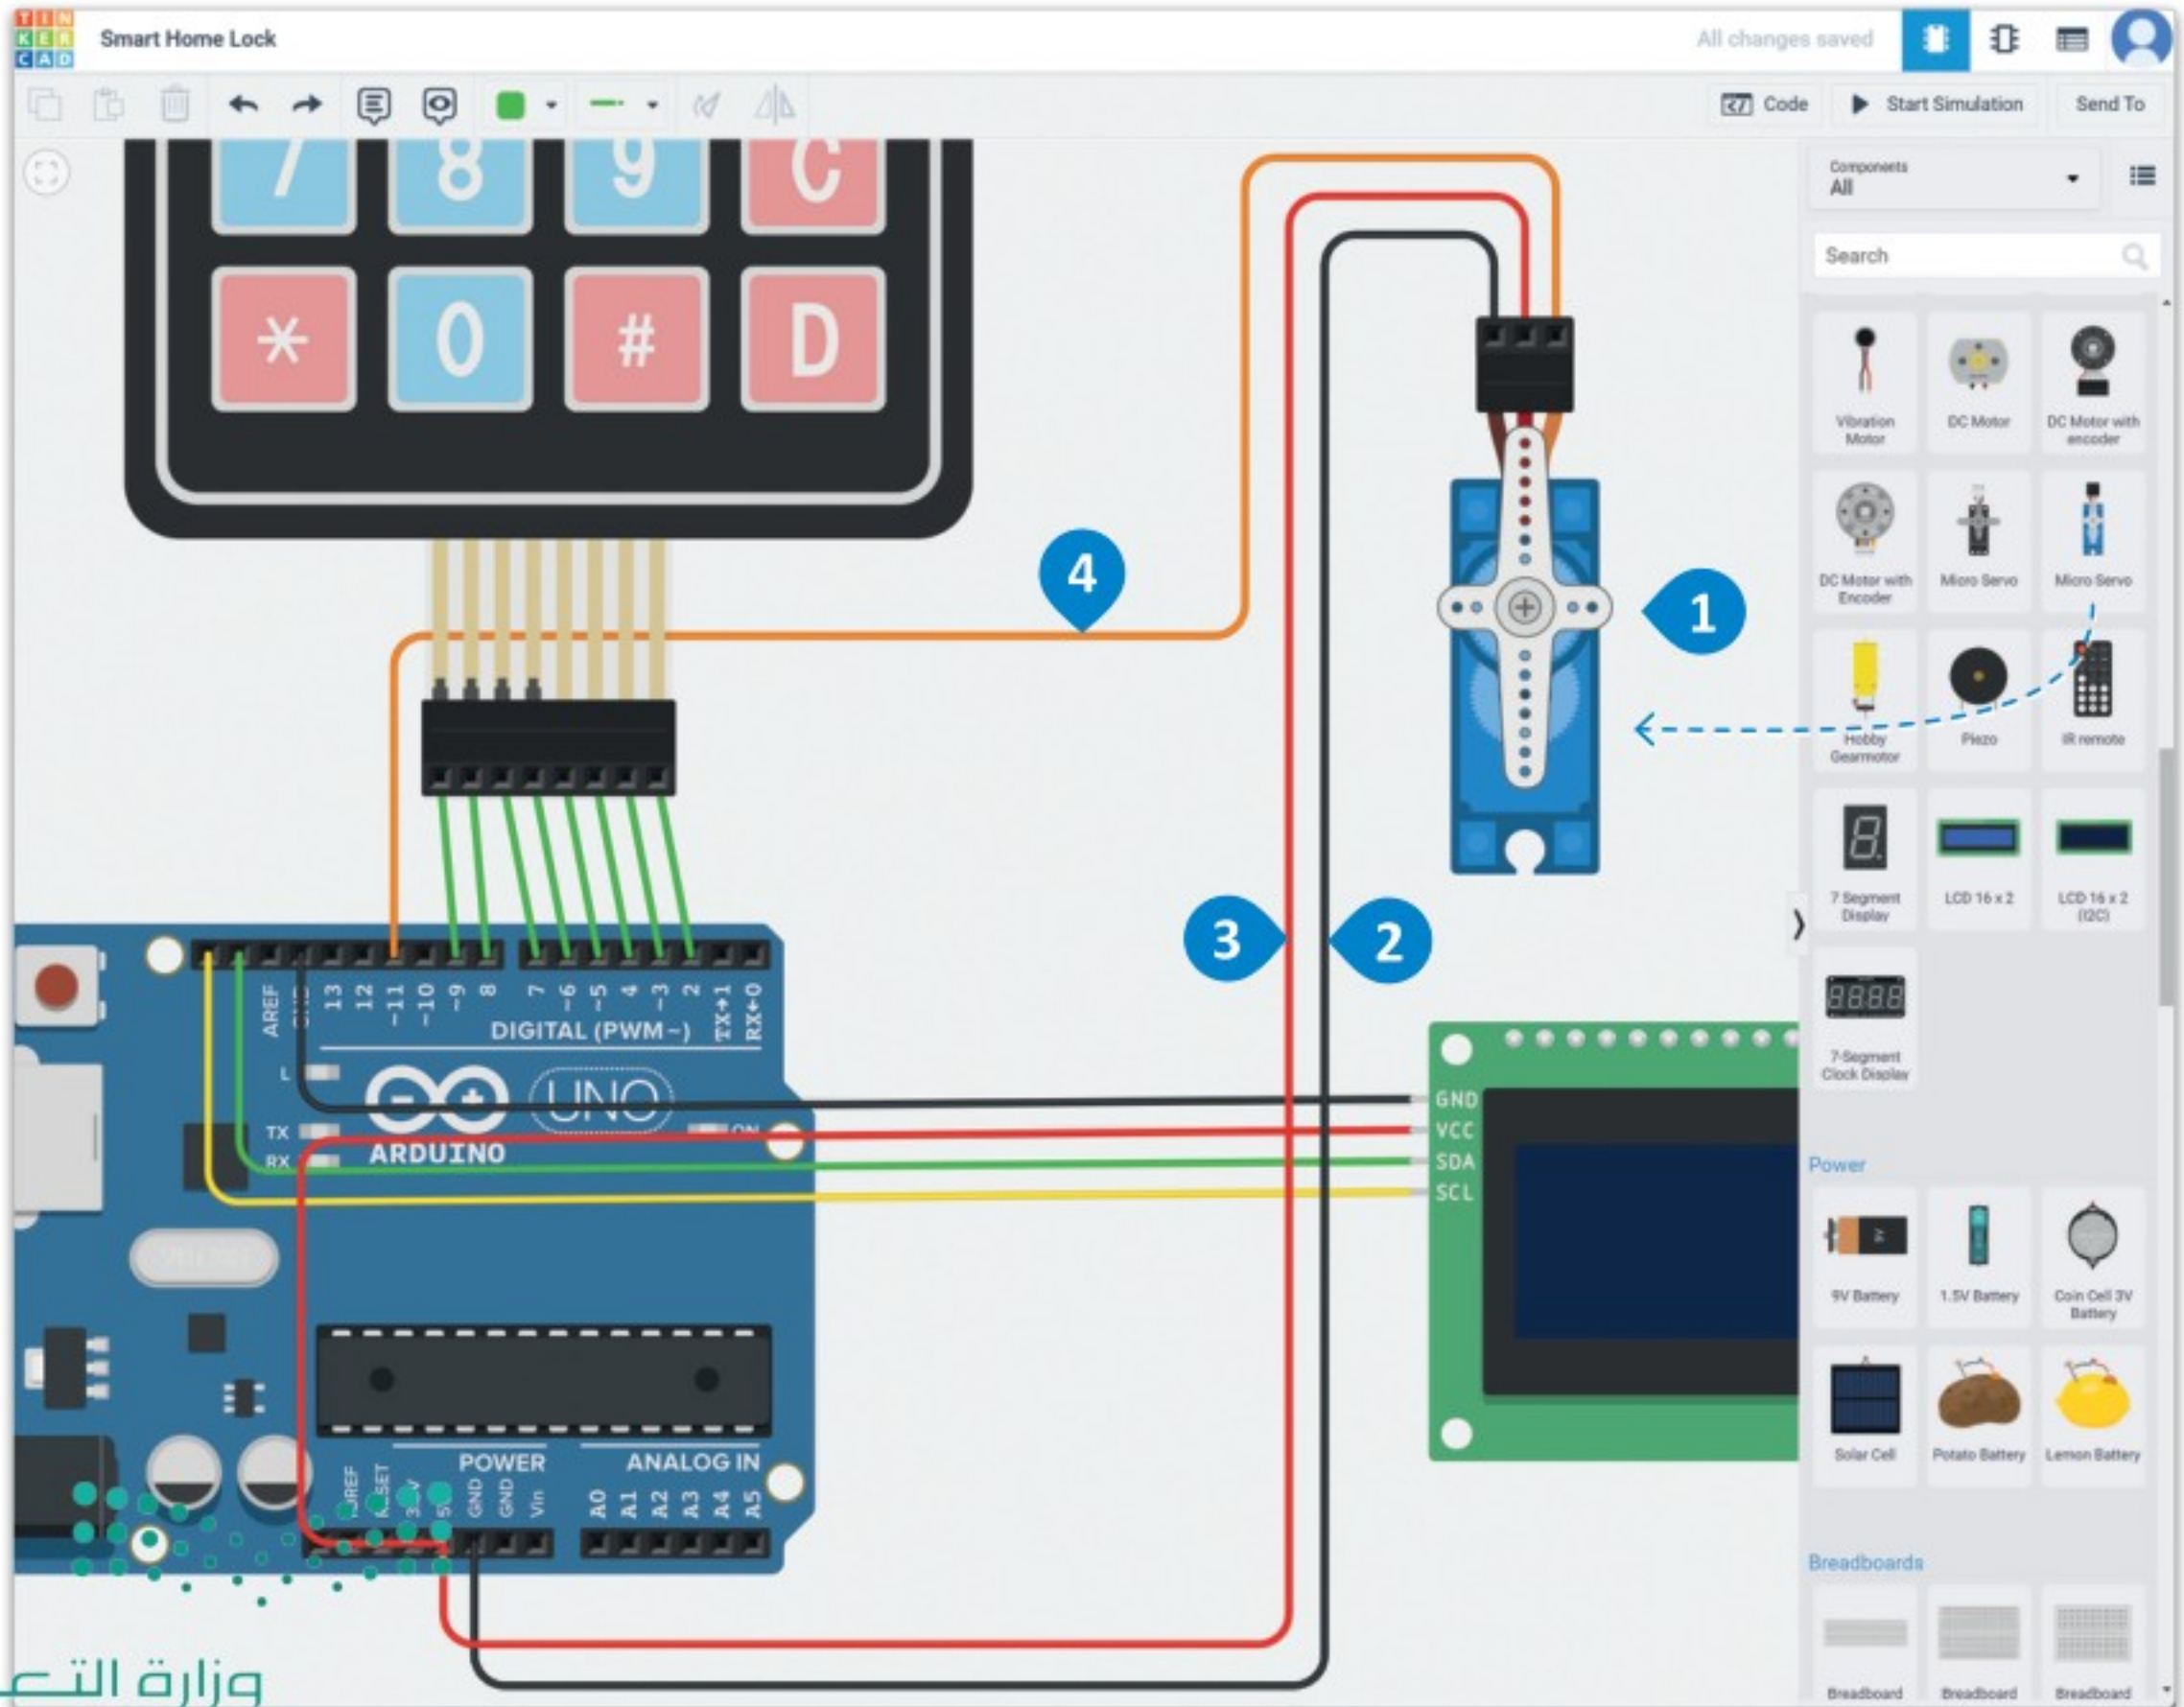 TIN
KER
CAD
Smart Home Lock
All changes saved
Code
Start Simulation
Send To
7 8 9 C
* 0 # D
4
1
3
2
Components
All
Search
Vibration Motor
DC Motor
DC Motor with encoder
DC Motor with Encoder
Micro Servo
Micro Servo
Hobby Gearmotor
Piezo
IR remote
7 Segment Display
LCD 16 x 2
LCD 16 x 2 (I2C)
7-Segment Clock Display
Power
9V Battery
1.5V Battery
Coin Cell 3V Battery
Solar Cell
Potato Battery
Lemon Battery
Breadboards
Breadboard
Breadboard
Breadboard
AREF
GND
13
12
~11
~10
~9
8
7
~6
~5
4
~3
2
TX→1
RX←0
DIGITAL (PWM~)
L
TX
RX
UNO
ON
ARDUINO
GND
VCC
SDA
SCL
POWER
ANALOG IN
5V
GND
GND
Vin
A0
A1
A2
A3
A4
A5
وزارة التعـ